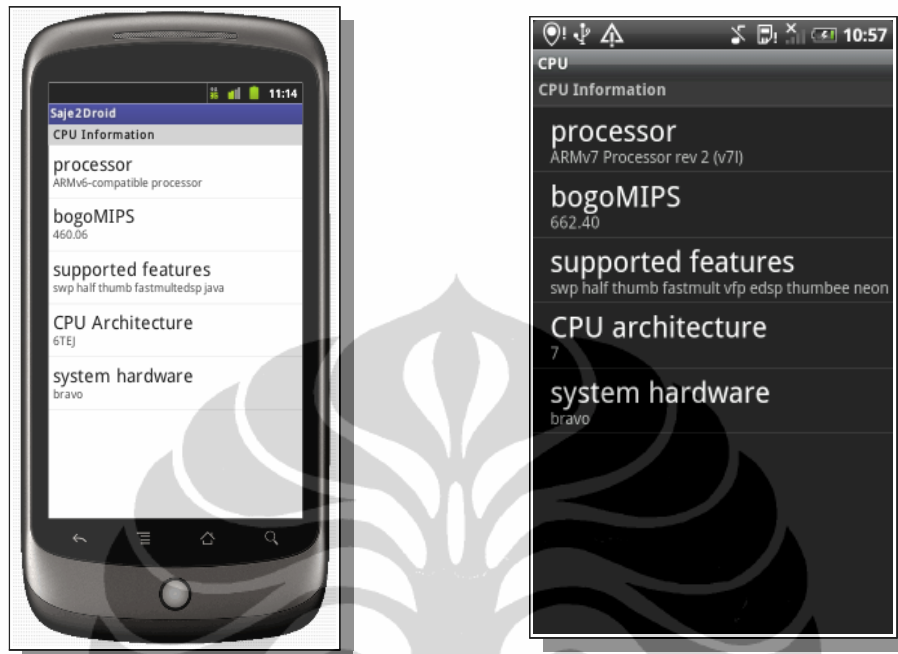 11:14
Saje2Droid
CPU Information
processor
ARMv6-compatible processor
bogoMIPS
460.06
supported features
swp half thumb fastmultedsp java
CPU Architecture
6TEJ
system hardware
bravo
10:57
CPU
CPU Information
processor
ARMv7 Processor rev 2 (v7l)
bogoMIPS
662.40
supported features
swp half thumb fastmult vfp edsp thumbee neon
CPU architecture
7
system hardware
bravo